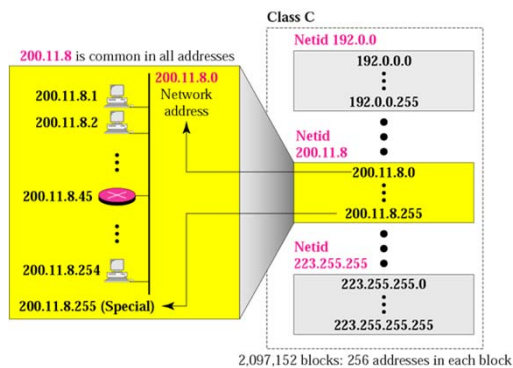 Class C
Netid 192.0.0
200.11.8 is common in all addresses
192.0.0.0
192.0.0.255
200.11.8.0
Network
address
200.11.8.1
200.11.8.2
200.11.8.45
200.11.8.254
200.11.8.255 (Special)
Netid
200.11.8
200.11.8.0
200.11.8.255
Netid
223.255.255
223.255.255.0
223.255.255.255
2,097,152 blocks: 256 addresses in each block